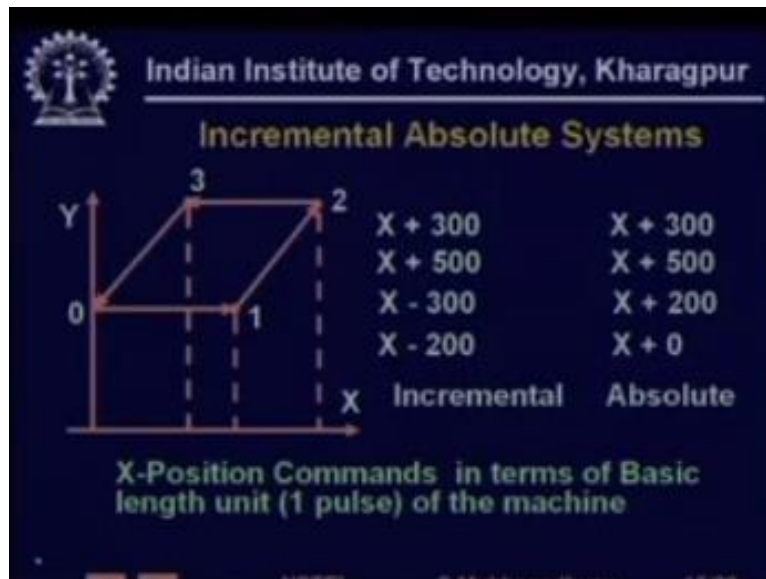 Indian Institute of Technology, Kharagpur
Incremental Absolute Systems
3
Y
2
0
1
X
X + 300 X + 300
X + 500 X + 500
X - 300 X + 200
X - 200 X + 0
Incremental Absolute
X-Position Commands in terms of Basic
length unit (1 pulse) of the machine